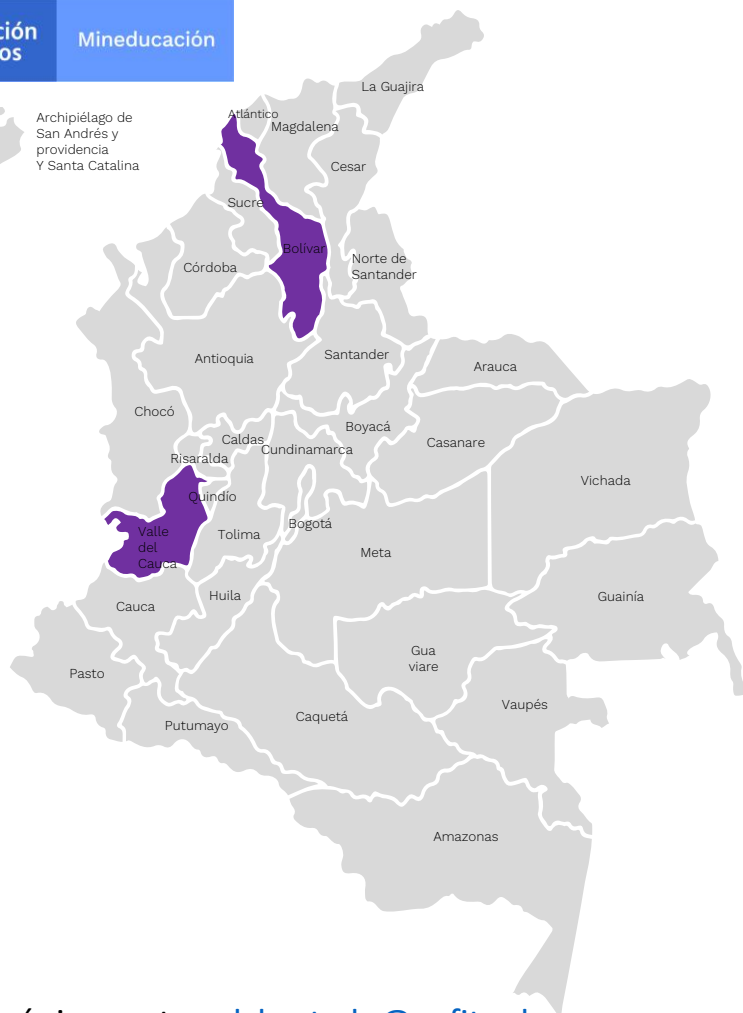 ción
os
Mineducación
Archipiélago de
San Andrés y
providencia
Y Santa Catalina
La Guajira
Atlántico
Magdalena
Cesar
Sucre
Bolívar
Córdoba
Norte de
Santander
Antioquia
Santander
Arauca
Chocó
Boyacá
Caldas
Cundinamarca
Casanare
Risaralda
Quindío
Vichada
Bogotá
Tolima
Valle
del
Cauca
Meta
Huila
Cauca
Guainía
Gua
viare
Pasto
Vaupés
Caquetá
Putumayo
Amazonas